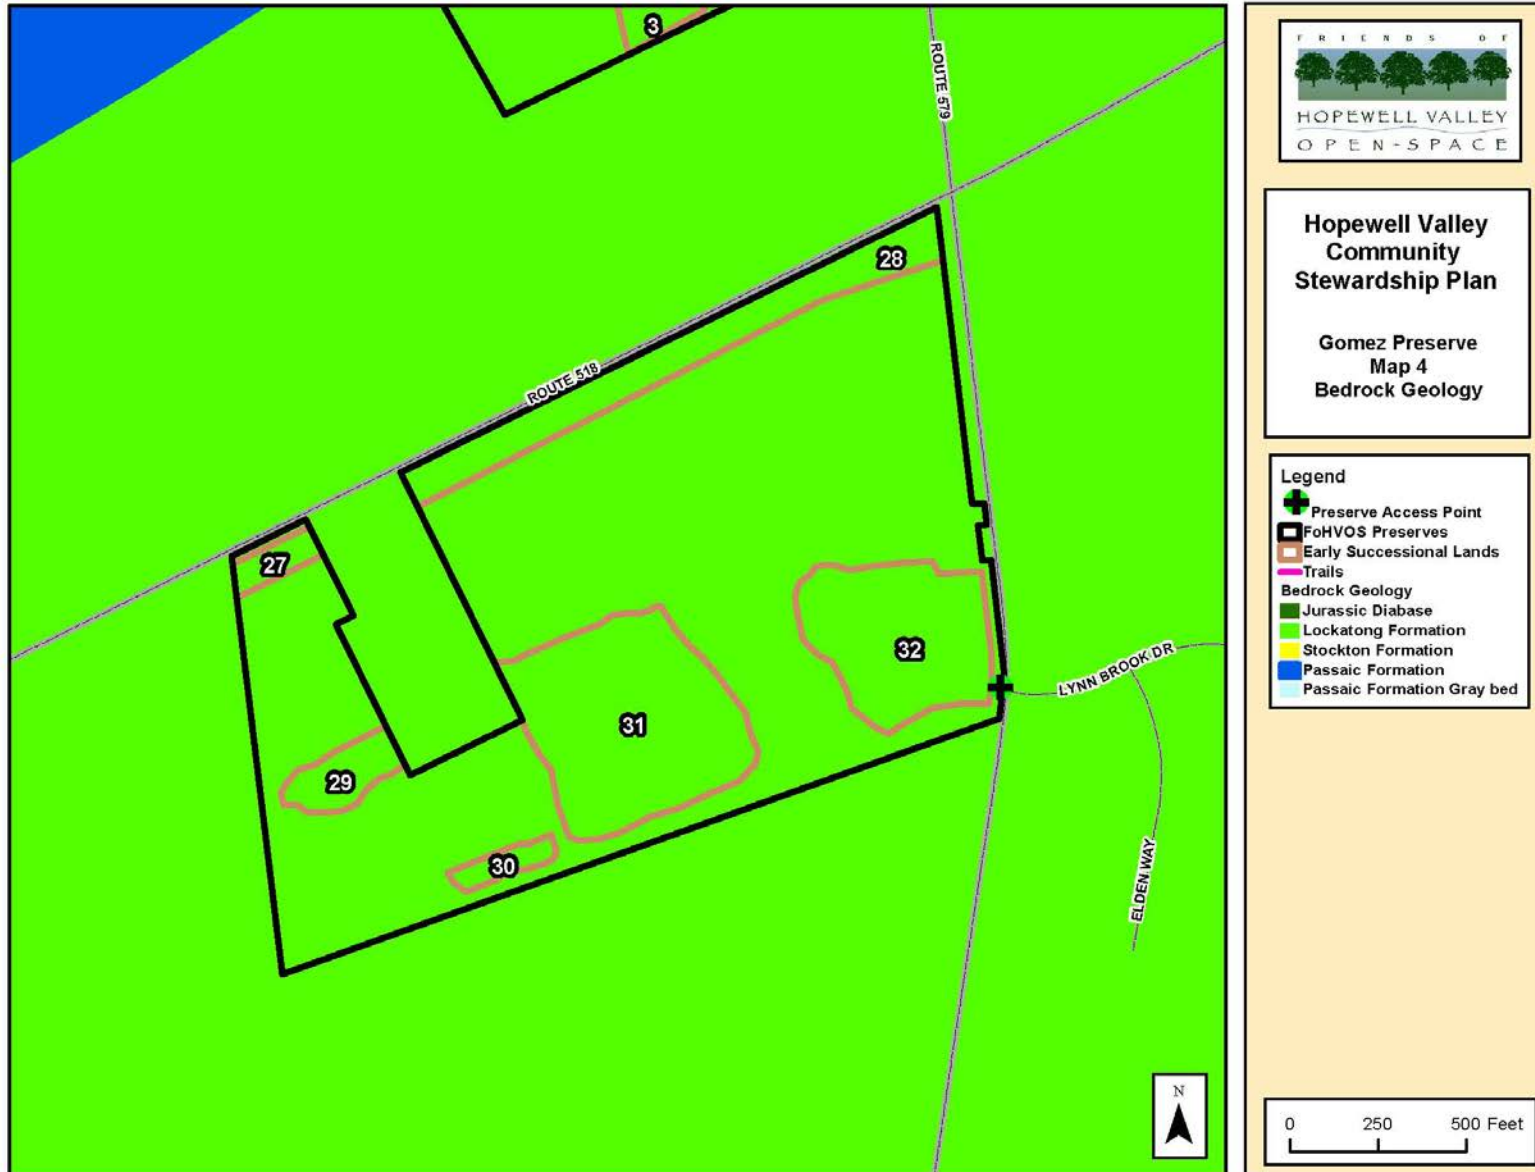 3
ROUTE 579
28
ROUTE 518
27
32
LYNN BROOK DR
31
29
30
ELDEN WAY
N
FRIENDS OF
HOPEWELL VALLEY
OPEN-SPACE
Hopewell Valley
Community
Stewardship Plan
Gomez Preserve
Map 4
Bedrock Geology
Legend
Preserve Access Point
FoHVOS Preserves
Early Successional Lands
Trails
Bedrock Geology
Jurassic Diabase
Lockatong Formation
Stockton Formation
Passaic Formation
Passaic Formation Gray bed
0 250 500 Feet